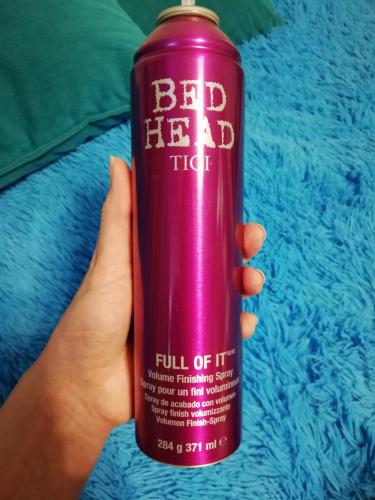 BED
HEAD
TIGI
FULL OF IT™
Volume Finishing Spray
Spray pour un fini volumineux
Spray de acabado con volumen
Spray finish volumizzante
Volumen Finish-Spray
284 g 371 ml ℮